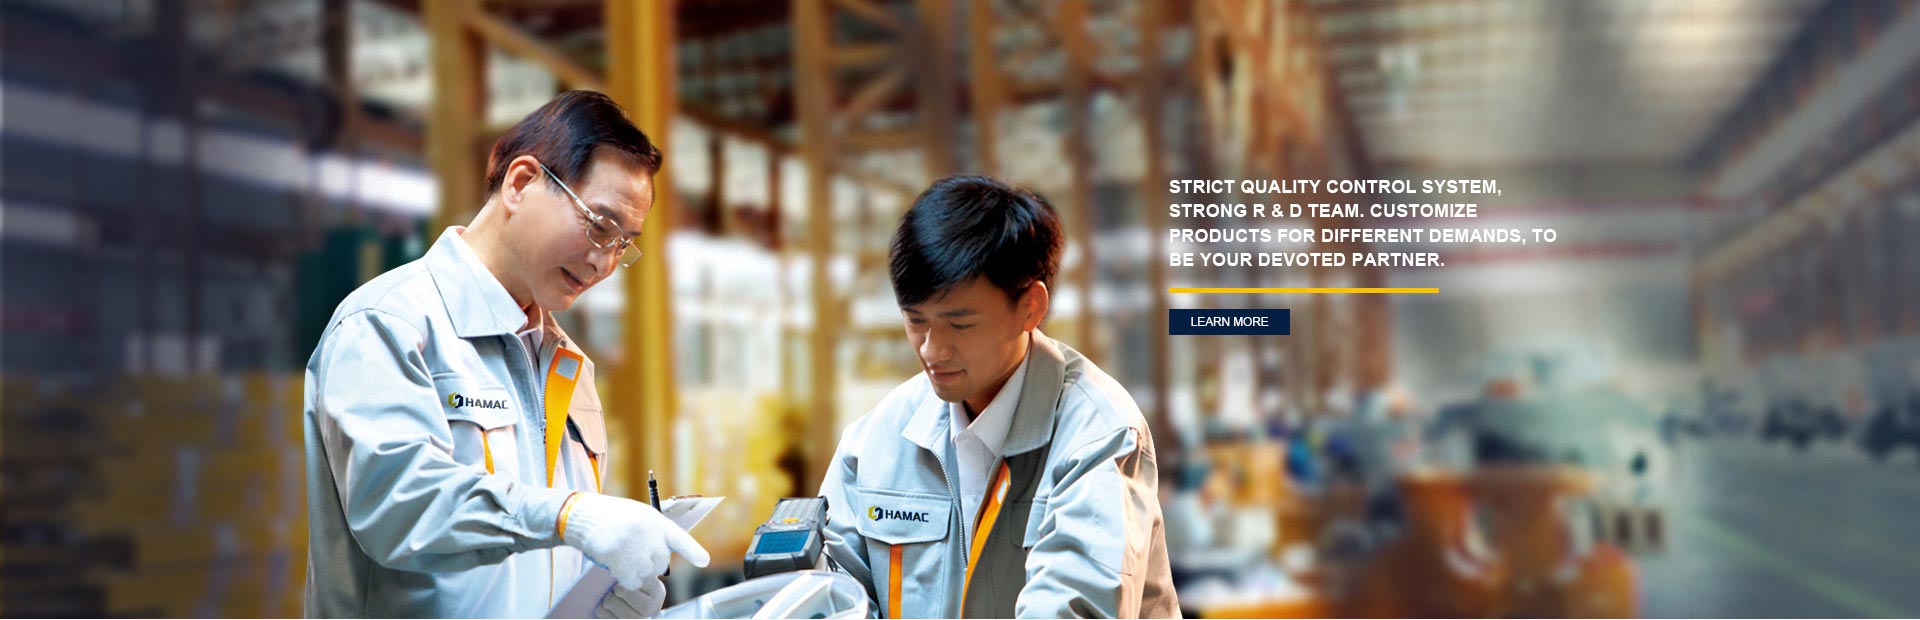 STRICT QUALITY CONTROL SYSTEM,
STRONG R & D TEAM. CUSTOMIZE
PRODUCTS FOR DIFFERENT DEMANDS, TO
BE YOUR DEVOTED PARTNER.
LEARN MORE
HAMAC
HAMAC